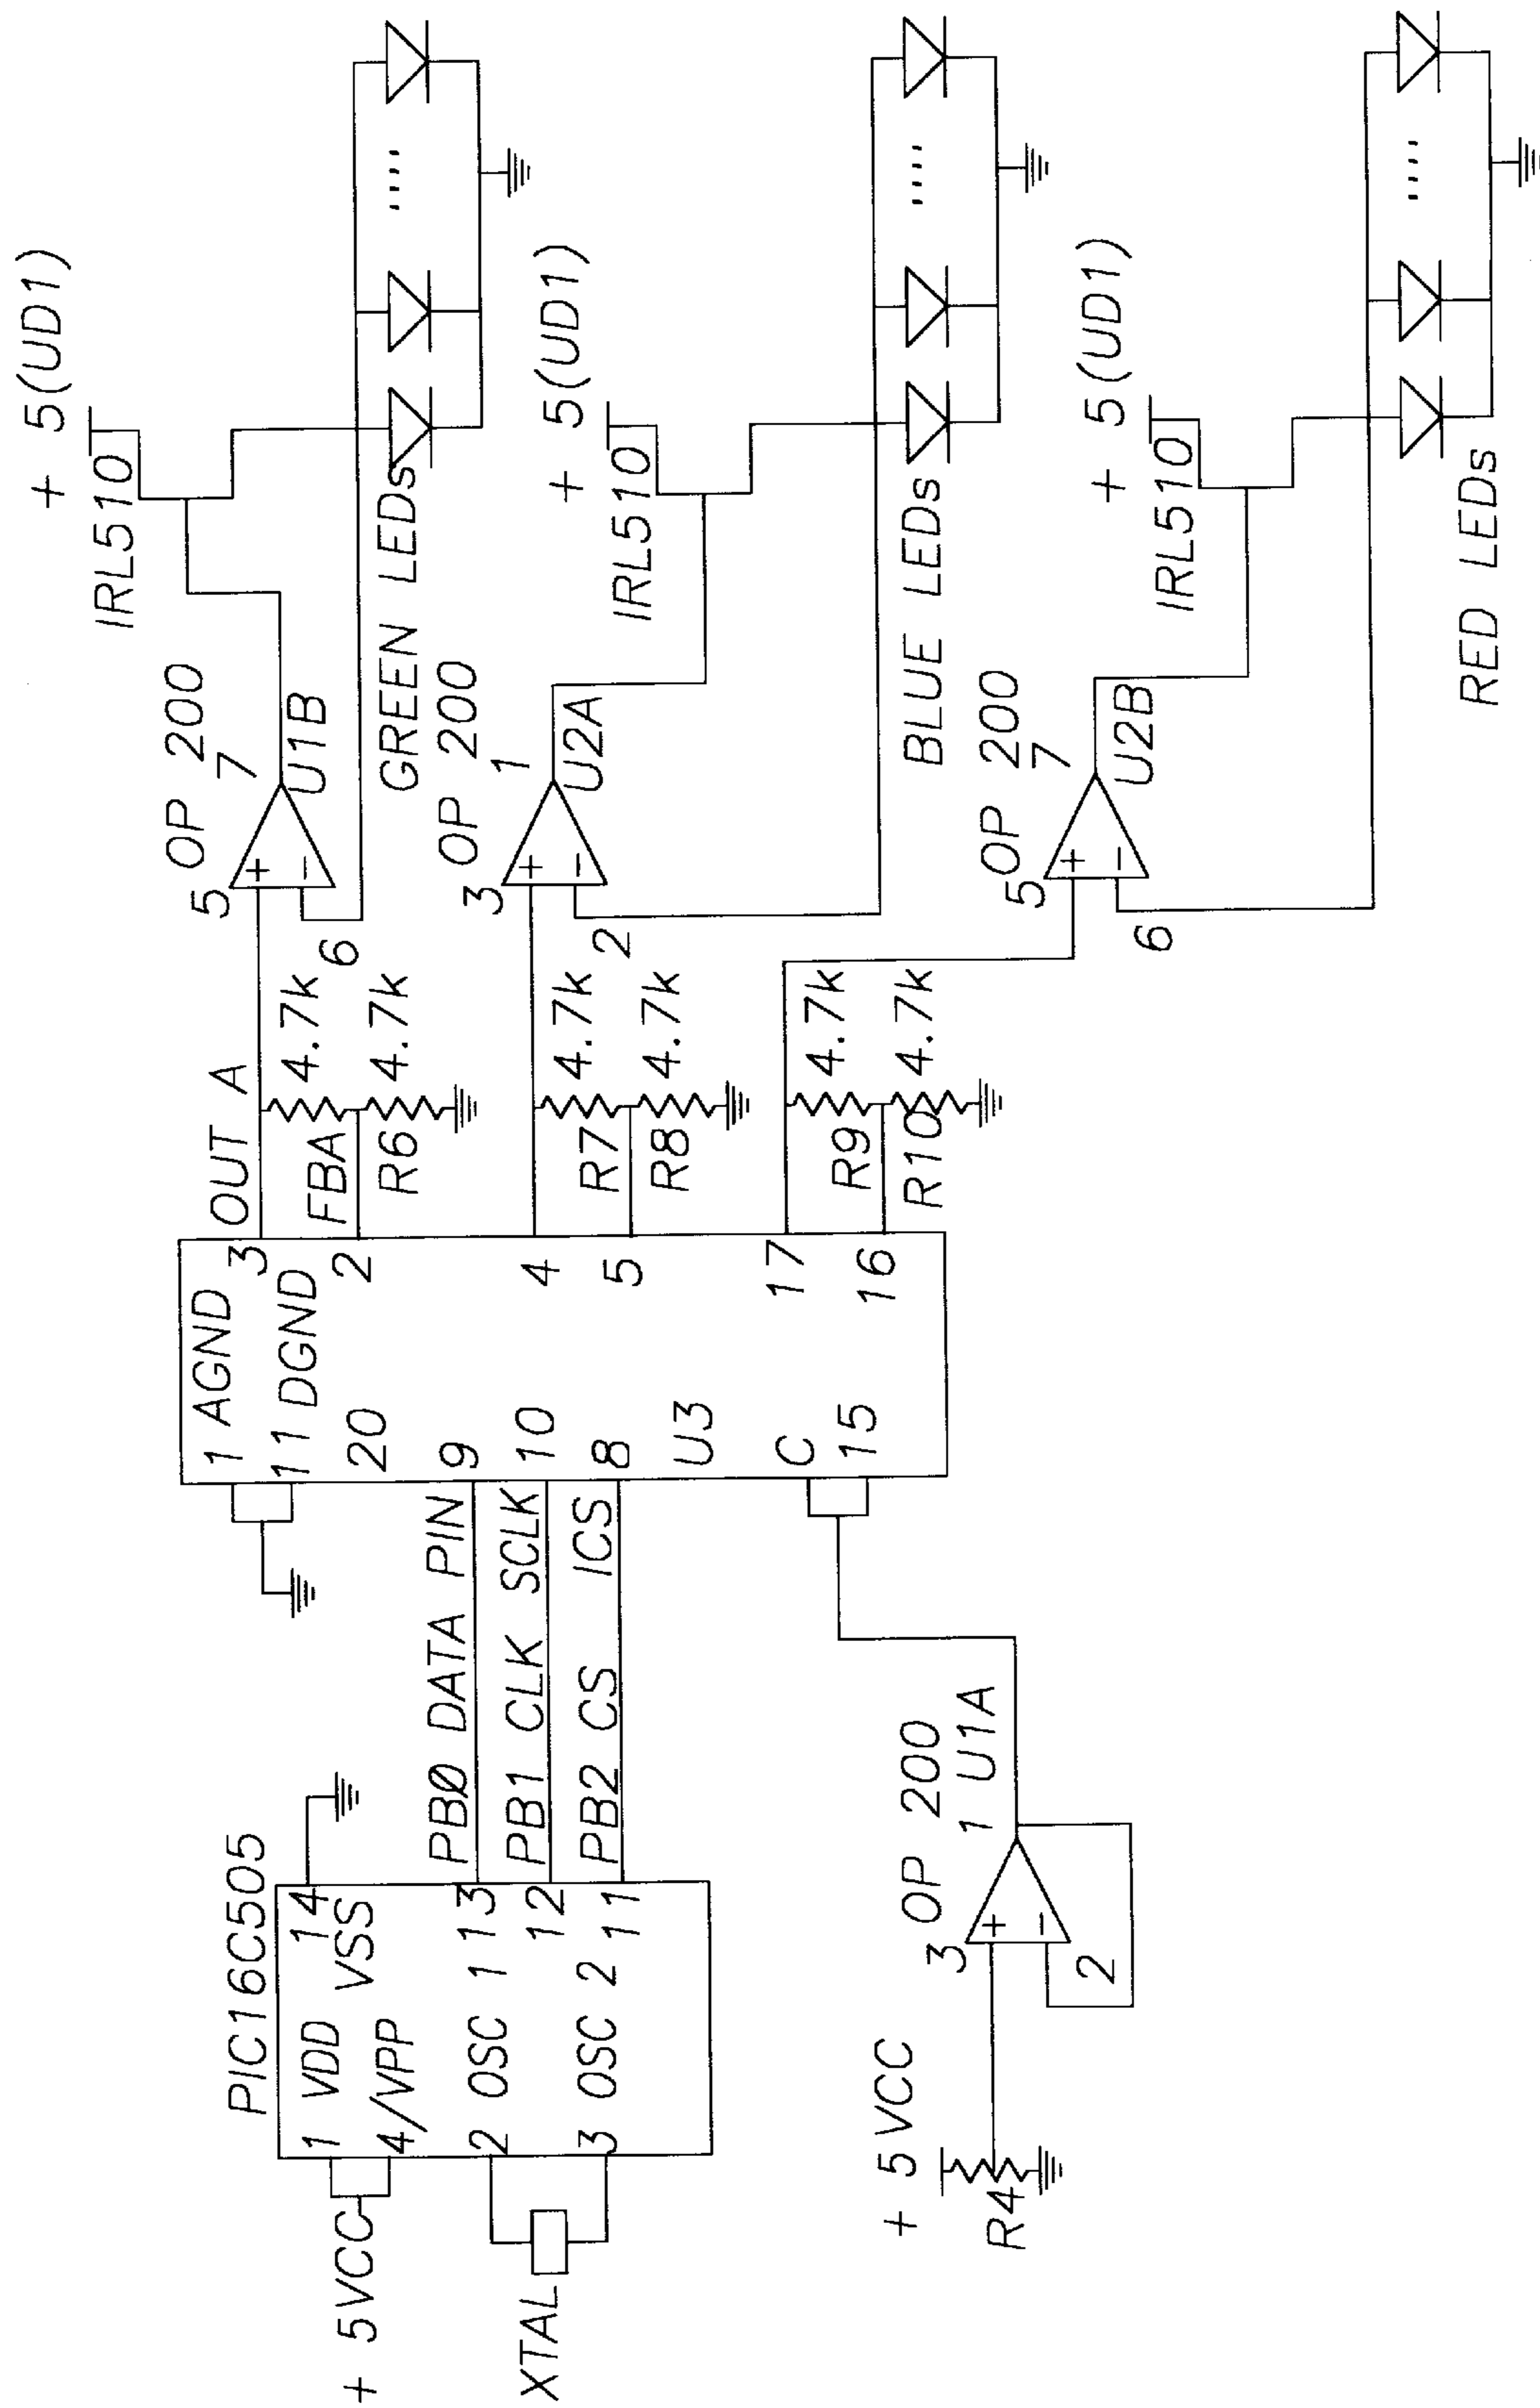 PIC16C505
+ 5VCC
1 VDD
14
VSS
4/VPP
2 OSC 1
13
12
3 OSC 2
11
XTAL
PB0 DATA PIN
PB1 CLK SCLK
PB2 CS ICS
+ 5VCC
R4
3
+
-
2
OP 200
1 U1A
1 AGND
11 DGND
20
9
10
8
U3
C
15
3
2
4
5
17
16
OUT A
FBA
4.7k
R6
4.7k
R7
4.7k
R8
4.7k
R9
4.7k
R10
4.7k
5
+
-
6
OP 200
7
U1B
IRL510
+ 5(UD1)
GREEN LEDs
....
3
+
-
2
OP 200
1
U2A
IRL510
+ 5(UD1)
BLUE LEDs
....
5
+
-
6
OP 200
7
U2B
IRL510
+ 5(UD1)
RED LEDs
....